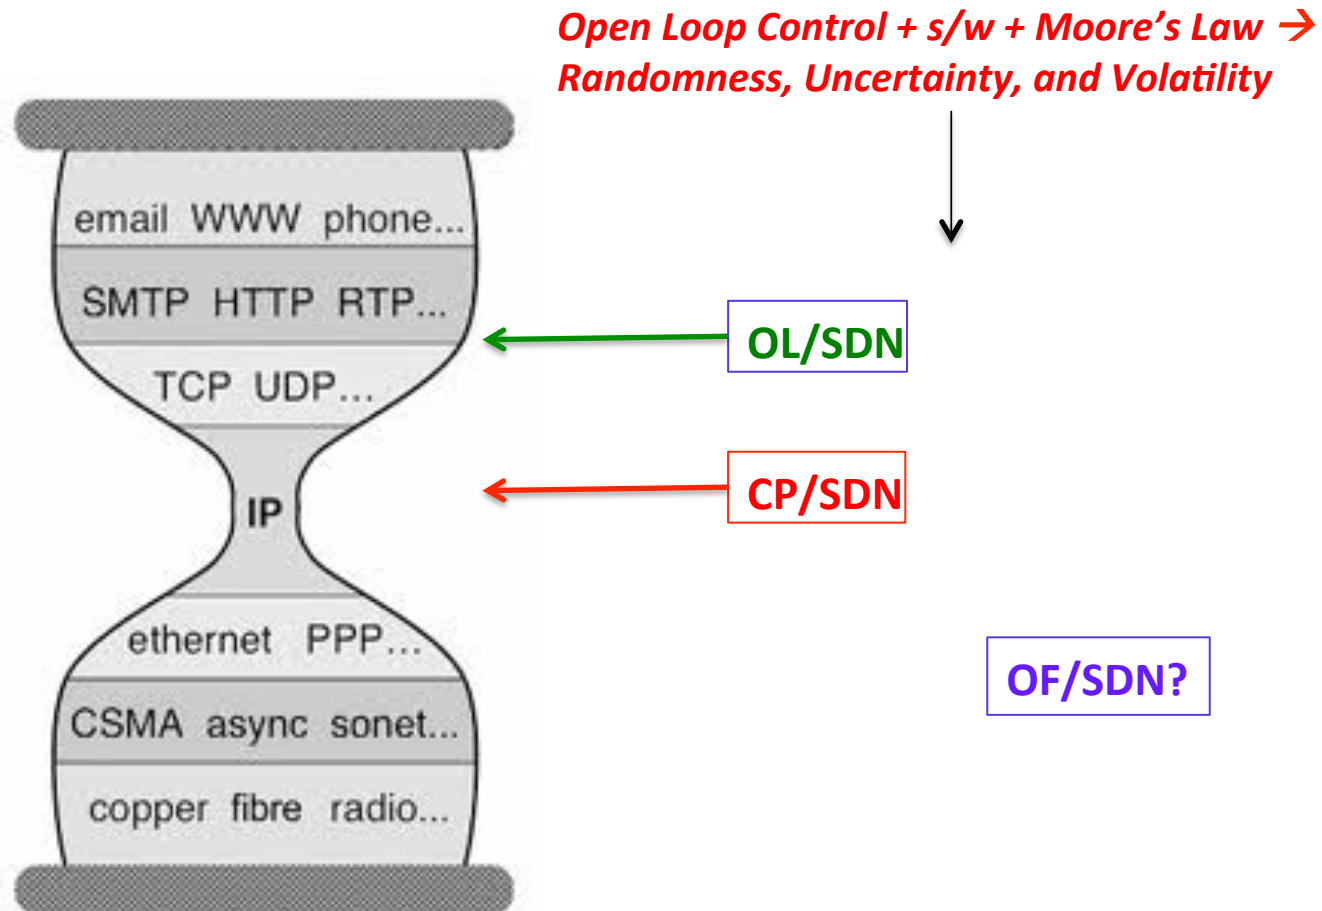 Open Loop Control + s/w + Moore's Law →
Randomness, Uncertainty, and Volatility
email WWW phone...
SMTP HTTP RTP...
TCP UDP...
IP
ethernet PPP...
CSMA async sonet...
copper fibre radio...
OL/SDN
CP/SDN
OF/SDN?